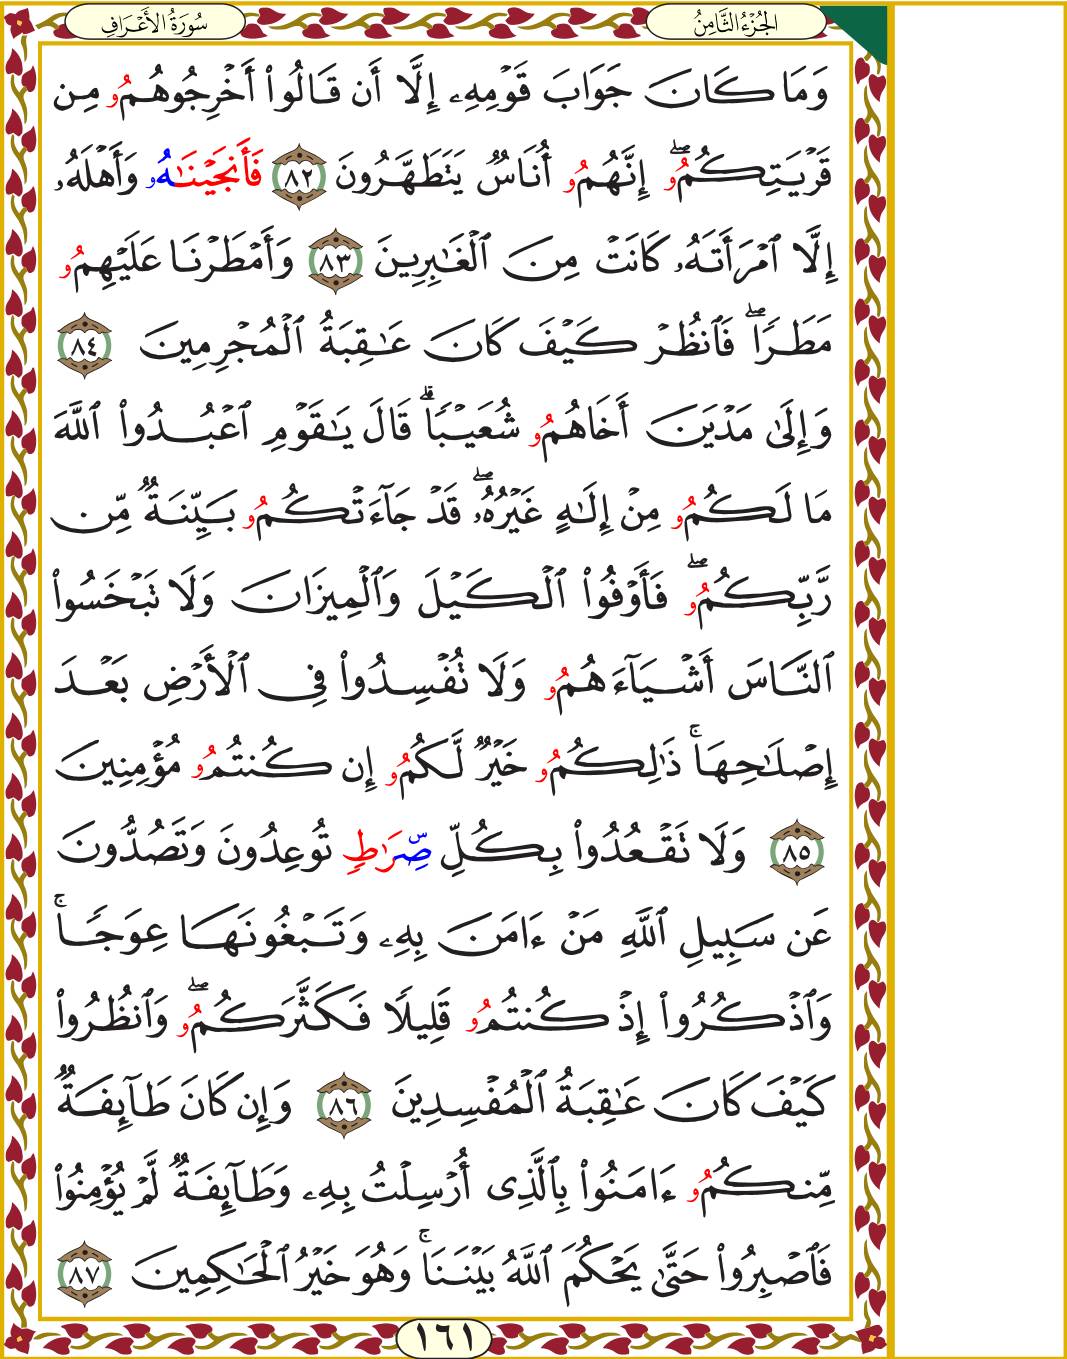 الجُزْءُ الثَّامِنُ
سُورَةُ الأَعْرَافِ
وَمَا كَانَ جَوَابَ قَوْمِهِۦ إِلَّا أَن قَالُوا۟ أَخْرِجُوهُمُۥ مِن
قَرْيَتِكُمُۥۖ إِنَّهُمُۥ أُنَاسٌ يَتَطَهَّرُونَ ٨٢ فَأَنجَيْنَـٰهُۥ وَأَهْلَهُۥ
إِلَّا ٱمْرَأَتَهُۥ كَانَتْ مِنَ ٱلْغَـٰبِرِينَ ٨٣ وَأَمْطَرْنَا عَلَيْهِمُۥ
مَطَرًاۖ فَٱنظُرْ كَيْفَ كَانَ عَـٰقِبَةُ ٱلْمُجْرِمِينَ ٨٤
وَإِلَىٰ مَدْيَنَ أَخَاهُمُۥ شُعَيْبًاۗ قَالَ يَـٰقَوْمِ ٱعْبُدُوا۟ ٱللَّهَ
مَا لَكُمُۥ مِنْ إِلَـٰهٍ غَيْرُهُۥۖ قَدْ جَآءَتْكُمُۥ بَيِّنَةٌ مِّن
رَّبِّكُمُۥۖ فَأَوْفُوا۟ ٱلْكَيْلَ وَٱلْمِيزَانَ وَلَا تَبْخَسُوا۟
ٱلنَّاسَ أَشْيَآءَهُمُۥ وَلَا تُفْسِدُوا۟ فِى ٱلْأَرْضِ بَعْدَ
إِصْلَـٰحِهَاۚ ذَٰلِكُمُۥ خَيْرٌ لَّكُمُۥ إِن كُنتُمُۥ مُؤْمِنِينَ
٨٥ وَلَا تَقْعُدُوا۟ بِكُلِّ صِّرَٰطٍ تُوعِدُونَ وَتَصُدُّونَ
عَن سَبِيلِ ٱللَّهِ مَنْ ءَامَنَ بِهِۦ وَتَبْغُونَهَا عِوَجًاۚ
وَٱذْكُرُوا۟ إِذْ كُنتُمُۥ قَلِيلًا فَكَثَّرَكُمُۥۖ وَٱنظُرُوا۟
كَيْفَ كَانَ عَـٰقِبَةُ ٱلْمُفْسِدِينَ ٨٦ وَإِن كَانَ طَآئِفَةٌ
مِّنكُمُۥ ءَامَنُوا۟ بِٱلَّذِى أُرْسِلْتُ بِهِۦ وَطَآئِفَةٌ لَّمْ يُؤْمِنُوا۟
فَٱصْبِرُوا۟ حَتَّىٰ يَحْكُمَ ٱللَّهُ بَيْنَنَاۚ وَهُوَ خَيْرُ ٱلْحَـٰكِمِينَ ٨٧
١٦١